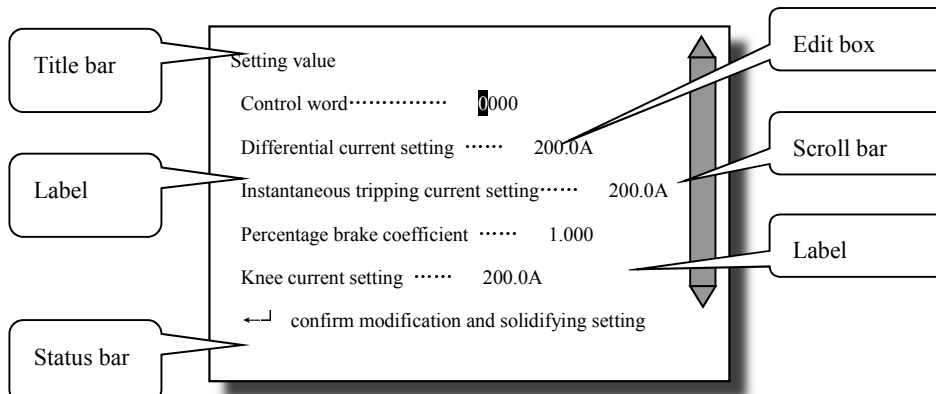 Title bar
Label
Status bar
Setting value
Control word…………… 0000
Differential current setting …… 200.0A
Instantaneous tripping current setting…… 200.0A
Percentage brake coefficient …… 1.000
Knee current setting …… 200.0A
←┘ confirm modification and solidifying setting
Edit box
Scroll bar
Label